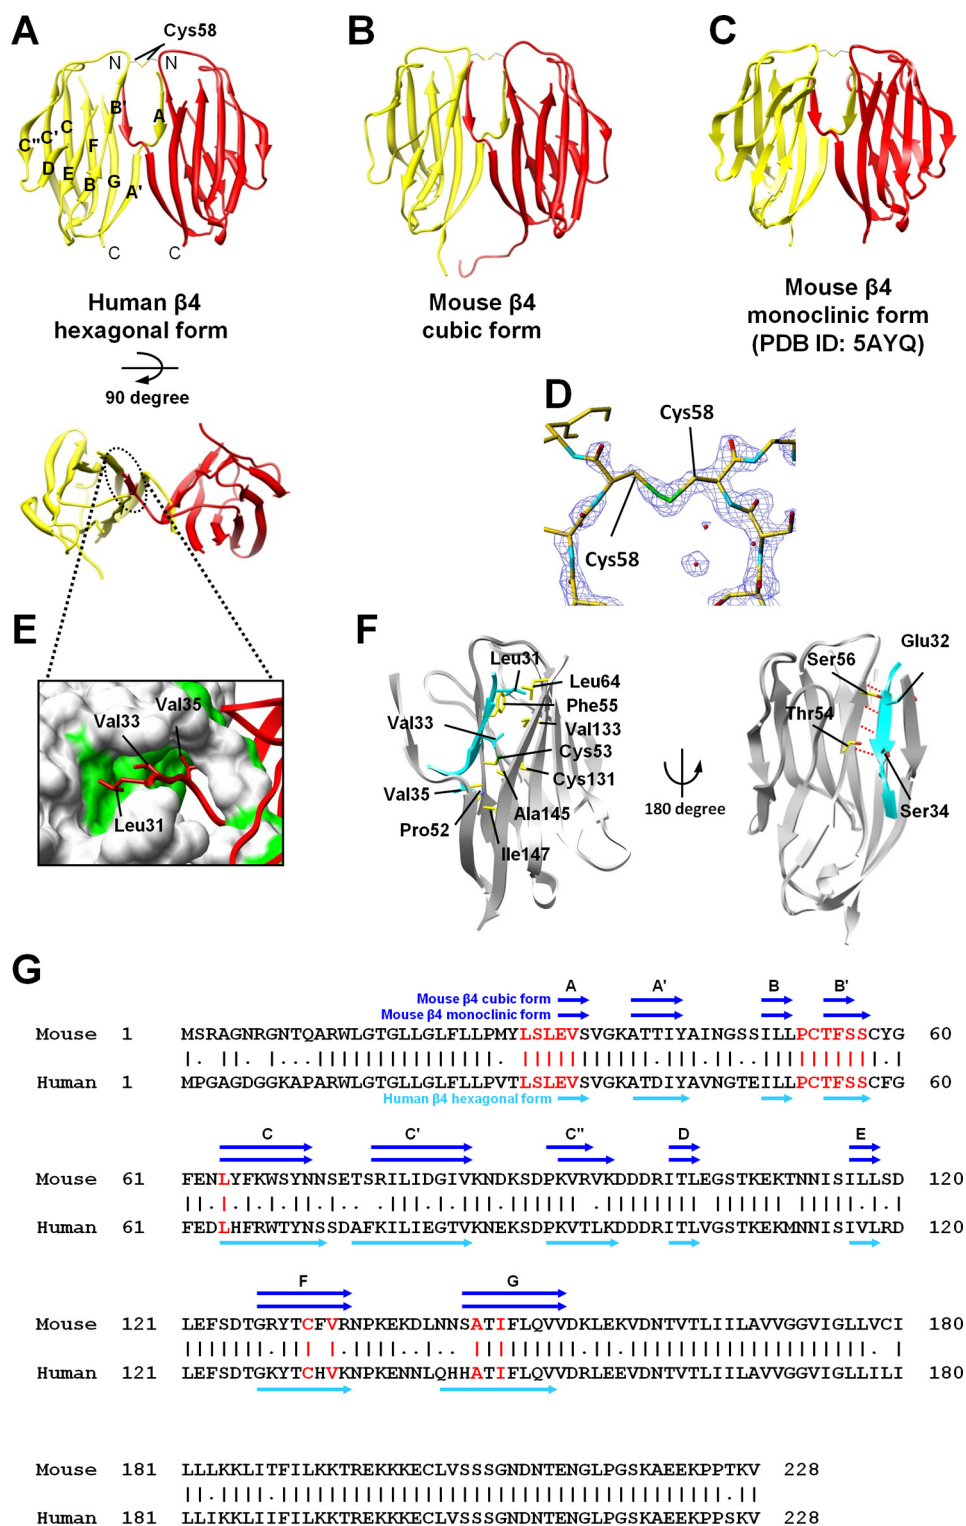 A
B
C
Cys58
N N
B' A
C'' C' C F
D E B G A'
C C
Human β4
hexagonal form
Mouse β4
cubic form
Mouse β4
monoclinic form
(PDB ID: 5AYQ)
90 degree
D
Cys58
Cys58
E
Val35
Val33
Leu31
F
Leu31
Leu64
Phe55
Val33
Val133
Cys53
Cys131
Val35
Ala145
Pro52
Ile147
180 degree
Glu32
Ser56
Thr54
Ser34
G
A A' B B'
Mouse β4 cubic form
Mouse β4 monoclinic form
Mouse 1 MSRAGNRGNTQARWLGTGLLGLFLLPMYLSLEVSVGKATTIYAINGSSILLPCTFSSCYG 60
Human 1 MPGAGDGGKAPARWLGTGLLGLFLLPVTLSLEVSVGKATDIYAVNGTEILLPCTFSSCFG 60
Human β4 hexagonal form
C C' C'' D E
Mouse 61 FENLYFKWSYNNSETSRILIDGIVKNDKSDPKVRVKDDDRITLEGSTKEKTNNISILLSD 120
Human 61 FEDLHFRWTYNSSDAFKILIEGTVKNEKSDPKVTLKDDDRITLVGSTKEKMNNISIVLRD 120
F G
Mouse 121 LEFSDTGRYTCFVRNPKEKDLNNSATIFLQVVDKLEKVDNTVTLIILAVVGGVIGLLVCI 180
Human 121 LEFSDTGKYTCHVKNPKENNLQHHATIFLQVVDRLEEVDNTVTLIILAVVGGVIGLLILI 180
Mouse 181 LLLKKLITFILKKTREKKKECLVSSSGNDNTENGLPGSKAEEKPPTKV 228
Human 181 LLIKKLIIFILKKTREKKKECLVSSSGNDNTENGLPGSKAEEKPPSKV 228